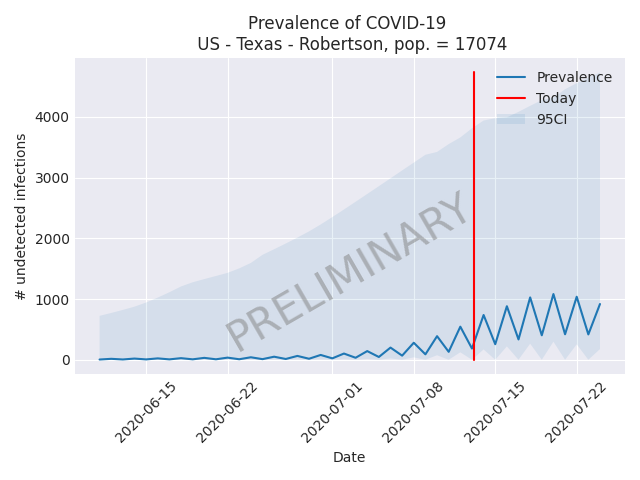 Prevalence of COVID-19
US - Texas - Robertson, pop. = 17074
Prevalence
Today
95CI
4000
3000
2000
1000
0
# undetected infections
PRELIMINARY
2020-06-15
2020-06-22
2020-07-01
2020-07-08
2020-07-15
2020-07-22
Date